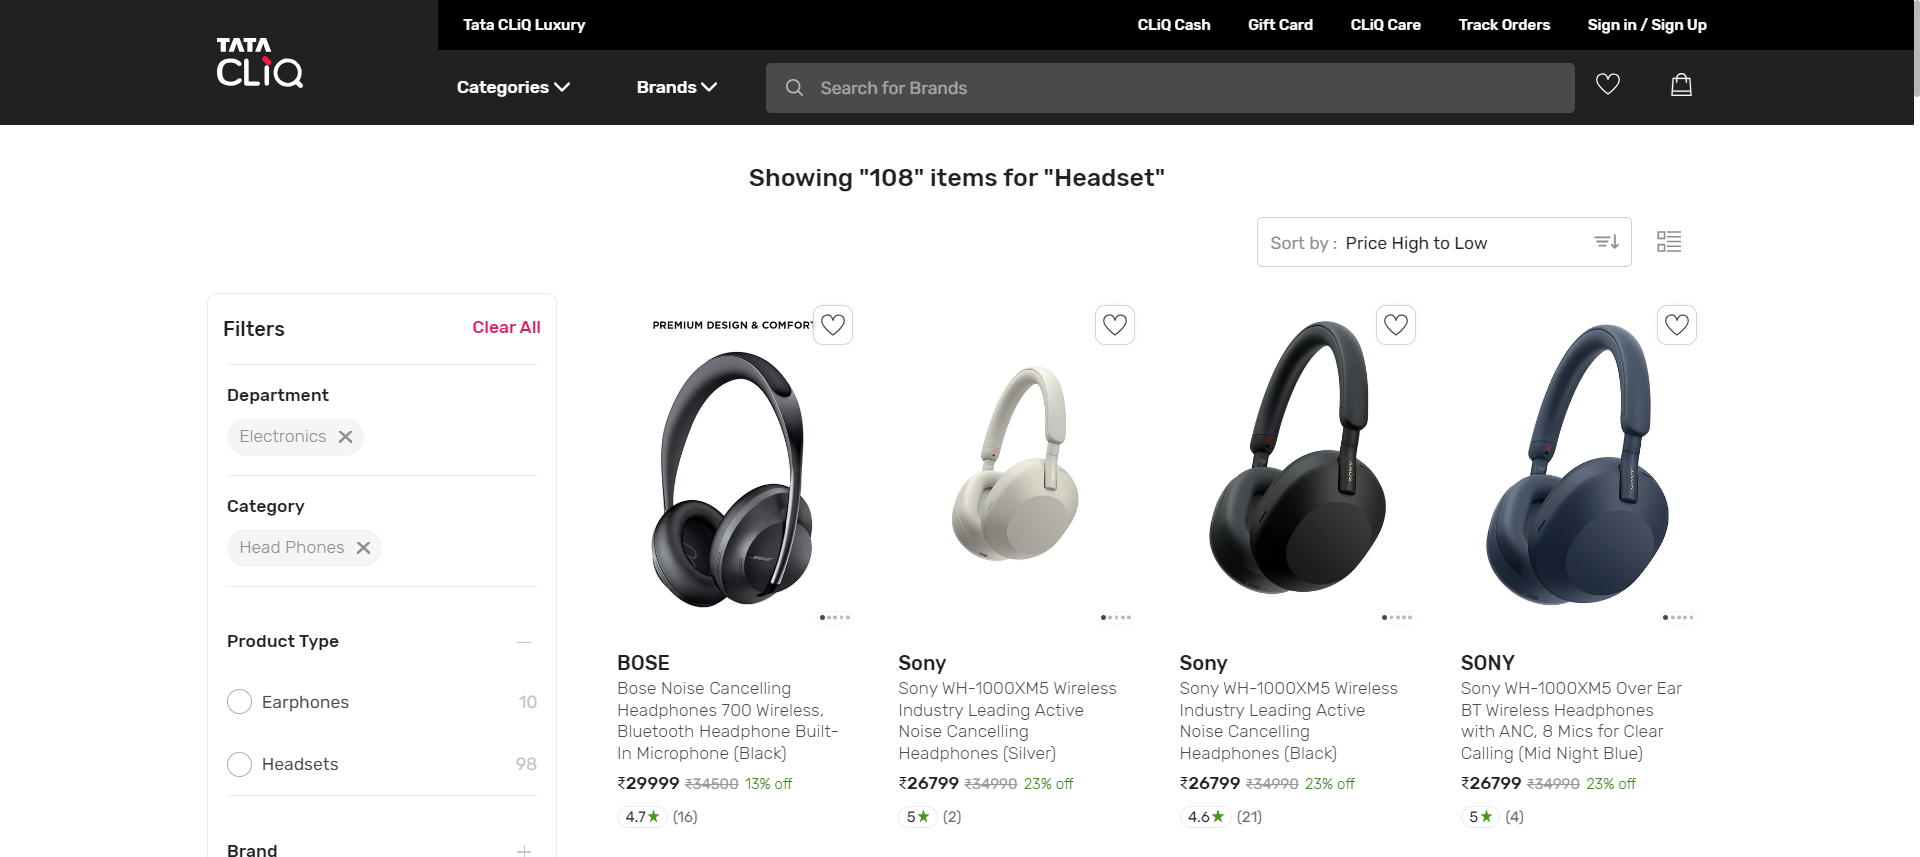 Tata CLiQ Luxury
CLiQ Cash
Gift Card
CLiQ Care
Track Orders
Sign in / Sign Up
TATA
CLiQ
Categories
Brands
Search for Brands
Showing "108" items for "Headset"
Sort by : Price High to Low
Filters
Clear All
Department
Electronics
Category
Head Phones
Product Type
Earphones 10
Headsets 98
Brand
PREMIUM DESIGN & COMFORT
BOSE
BOSE
Bose Noise Cancelling
Headphones 700 Wireless,
Bluetooth Headphone Built-
In Microphone (Black)
₹29999 ₹34500 13% off
4.7★ (16)
Sony
Sony WH-1000XM5 Wireless
Industry Leading Active
Noise Cancelling
Headphones (Silver)
₹26799 ₹34990 23% off
5★ (2)
SONY
Sony
Sony WH-1000XM5 Wireless
Industry Leading Active
Noise Cancelling
Headphones (Black)
₹26799 ₹34990 23% off
4.6★ (21)
SONY
SONY
Sony WH-1000XM5 Over Ear
BT Wireless Headphones
with ANC, 8 Mics for Clear
Calling (Mid Night Blue)
₹26799 ₹34990 23% off
5★ (4)